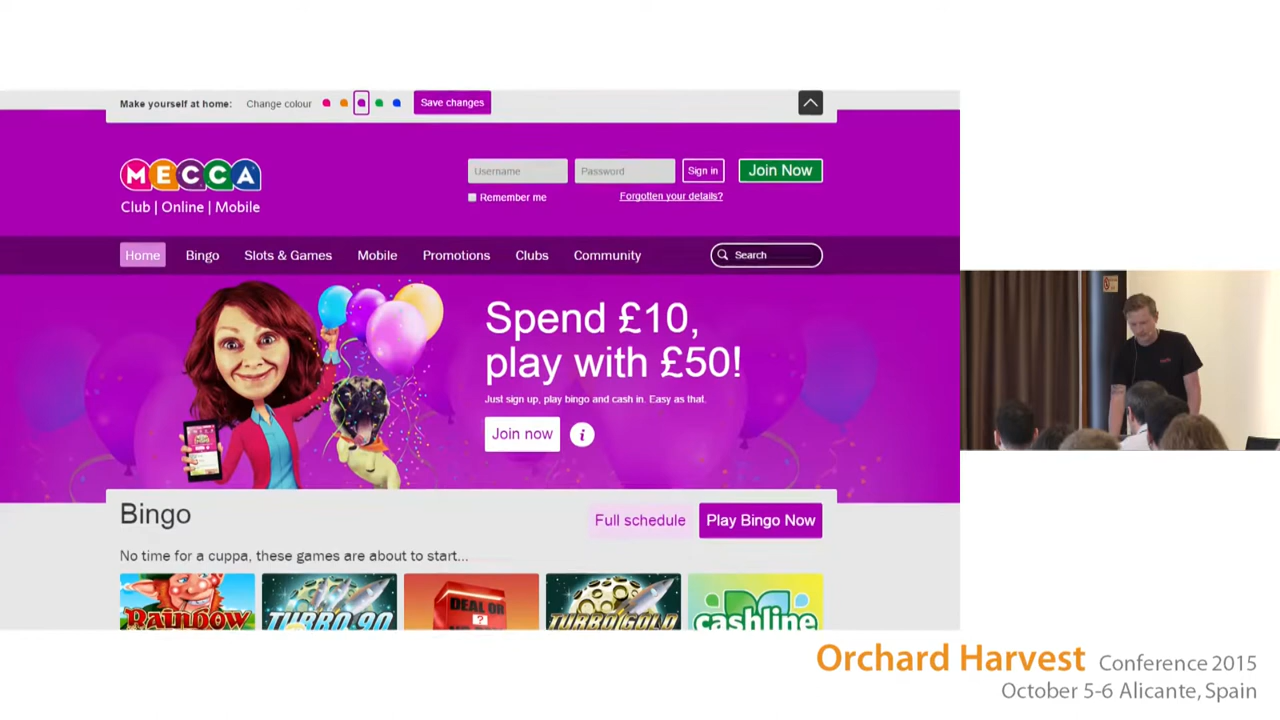 Make yourself at home: Change colour Save changes
MECCA
Club | Online | Mobile
Username Password Sign in Join Now
Remember me Forgotten your details?
Home Bingo Slots & Games Mobile Promotions Clubs Community Search
Spend £10,
play with £50!
Just sign up, play bingo and cash in. Easy as that.
Join now i
Bingo Full schedule Play Bingo Now
No time for a cuppa, these games are about to start...
Rainbow TURBO 90 DEAL OR ? TURBO GOLD cashline
Orchard Harvest Conference 2015
October 5-6 Alicante, Spain